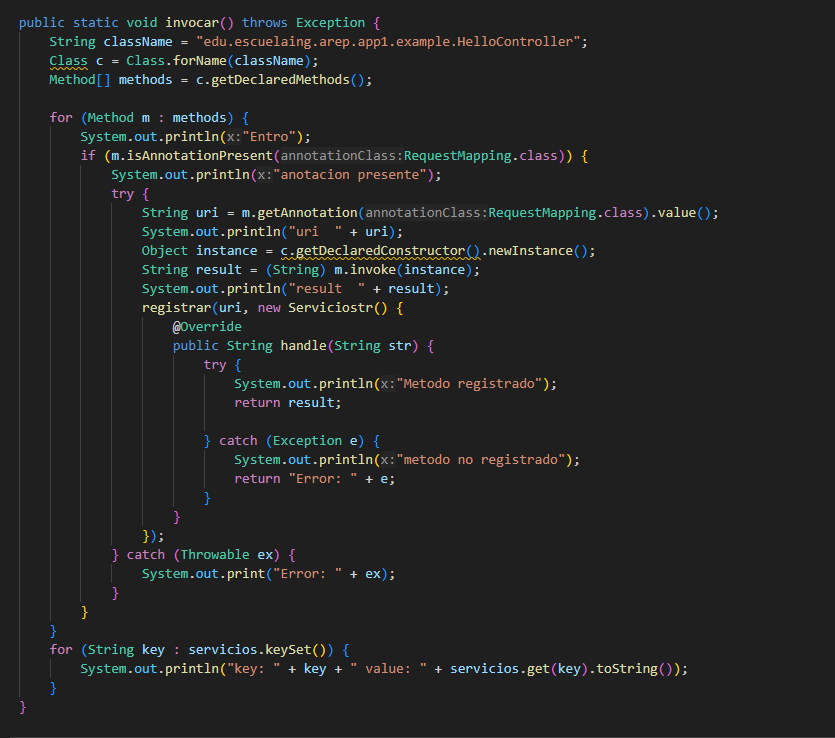 public static void invocar() throws Exception {
    String className = "edu.escuelaing.arep.app1.example.HelloController";
    Class c = Class.forName(className);
    Method[] methods = c.getDeclaredMethods();

    for (Method m : methods) {
        System.out.println(x:"Entro");
        if (m.isAnnotationPresent(annotationClass:RequestMapping.class)) {
            System.out.println(x:"anotacion presente");
            try {
                String uri = m.getAnnotation(annotationClass:RequestMapping.class).value();
                System.out.println("uri  " + uri);
                Object instance = c.getDeclaredConstructor().newInstance();
                String result = (String) m.invoke(instance);
                System.out.println("result  " + result);
                registrar(uri, new Serviciostr() {
                    @Override
                    public String handle(String str) {
                        try {
                            System.out.println(x:"Metodo registrado");
                            return result;

                        } catch (Exception e) {
                            System.out.println(x:"metodo no registrado");
                            return "Error: " + e;
                        }
                    }
                });
            } catch (Throwable ex) {
                System.out.print("Error: " + ex);
            }
        }
    }
    for (String key : servicios.keySet()) {
        System.out.println("key: " + key + " value: " + servicios.get(key).toString());
    }
}